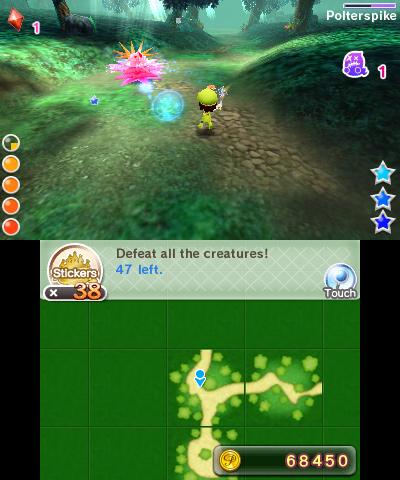 Polterspike
1
1
Defeat all the creatures!
47 left.
Stickers
× 38
Touch
68450